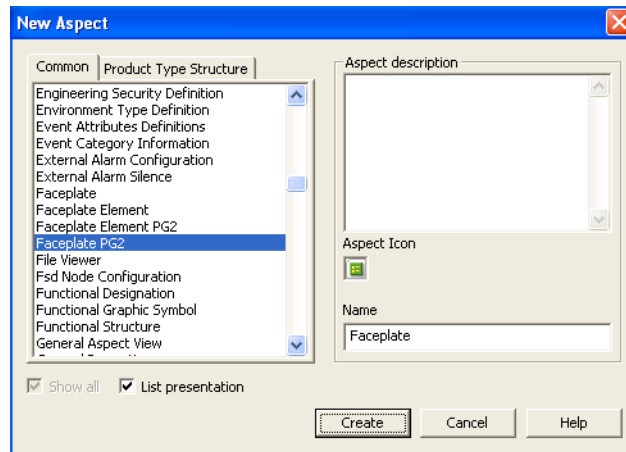 New Aspect
Common
Product Type Structure
Engineering Security Definition
Environment Type Definition
Event Attributes Definitions
Event Category Information
External Alarm Configuration
External Alarm Silence
Faceplate
Faceplate Element
Faceplate Element PG2
Faceplate PG2
File Viewer
Fsd Node Configuration
Functional Designation
Functional Graphic Symbol
Functional Structure
General Aspect View
Show all
List presentation
Aspect description
Aspect Icon
Name
Faceplate
Create
Cancel
Help